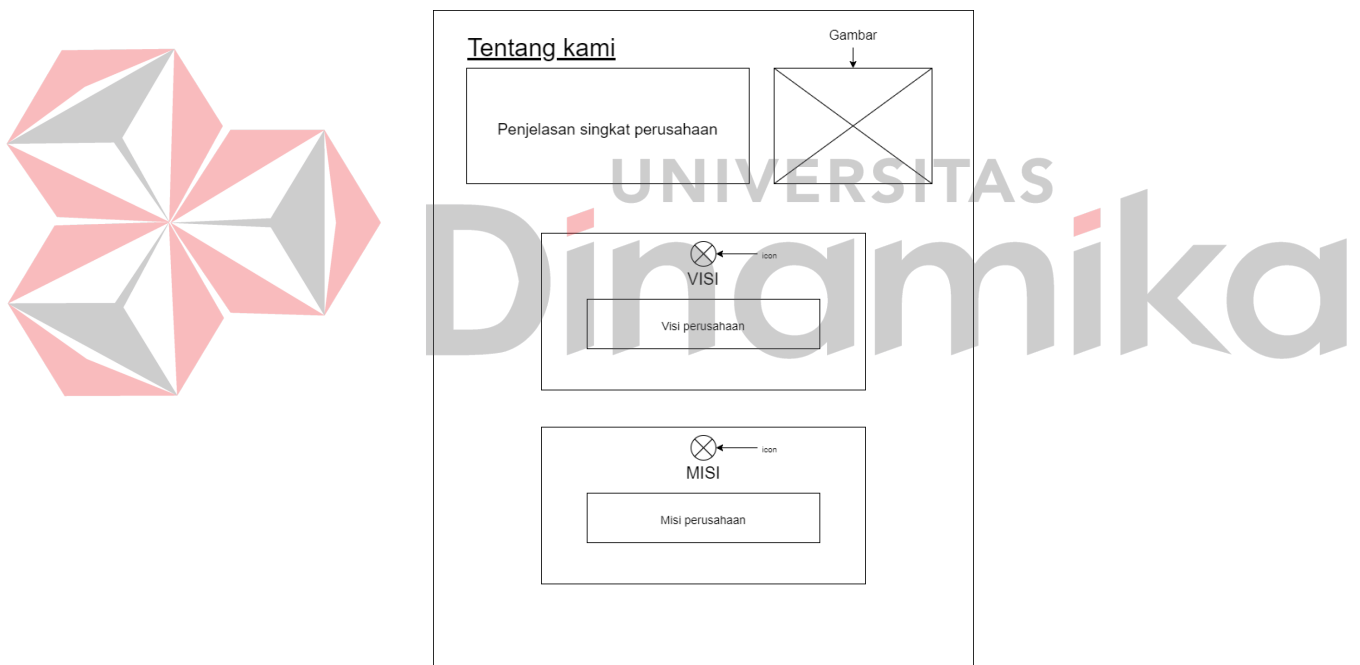 Gambar
Tentang kami
Penjelasan singkat perusahaan
UNIVERSITAS
Dinamika
icon
VISI
Visi perusahaan
icon
MISI
Misi perusahaan